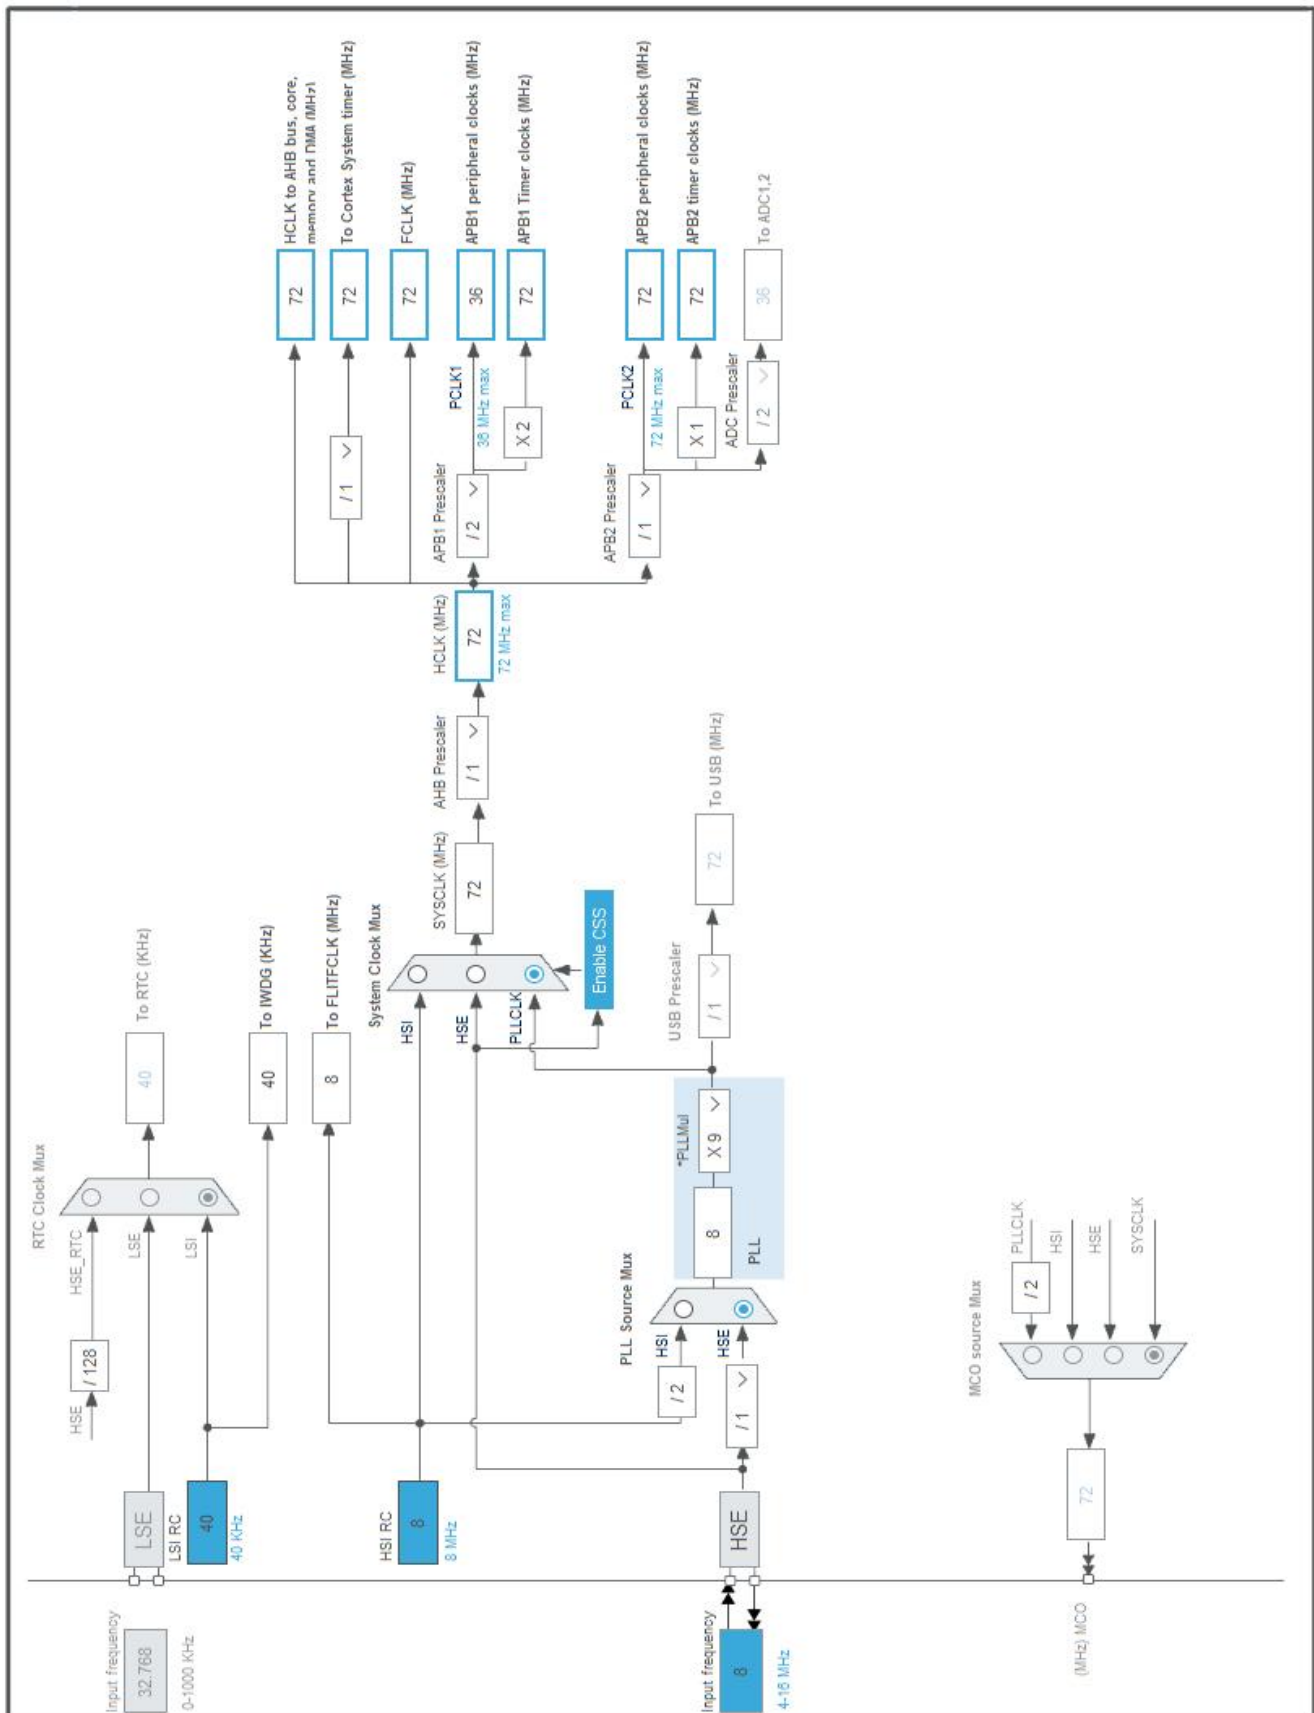 Input frequency
32.768
0-1000 KHz
LSE
LSI RC
40
40 KHz
HSE
/ 128
HSE_RTC
LSE
LSI
RTC Clock Mux
40
To RTC (KHz)
40
To IWDG (KHz)
8
To FLITFCLK (MHz)
HSI RC
8
8 MHz
Input frequency
8
4-16 MHz
HSE
/ 2
/ 1
HSI
HSE
PLL Source Mux
8
PLL
*PLLMul
X 9
USB Prescaler
/ 1
72
To USB (MHz)
HSI
HSE
PLLCLK
System Clock Mux
Enable CSS
SYSCLK (MHz)
72
AHB Prescaler
/ 1
HCLK (MHz)
72
72 MHz max
/ 1
APB1 Prescaler
/ 2
PCLK1
36 MHz max
X 2
APB2 Prescaler
/ 1
PCLK2
72 MHz max
X 1
ADC Prescaler
/ 2
72
HCLK to AHB bus, core,
memory and DMA (MHz)
72
To Cortex System timer (MHz)
72
FCLK (MHz)
36
APB1 peripheral clocks (MHz)
72
APB1 Timer clocks (MHz)
72
APB2 peripheral clocks (MHz)
72
APB2 timer clocks (MHz)
36
To ADC1,2
(MHz) MCO
72
MCO source Mux
/ 2
PLLCLK
HSI
HSE
SYSCLK